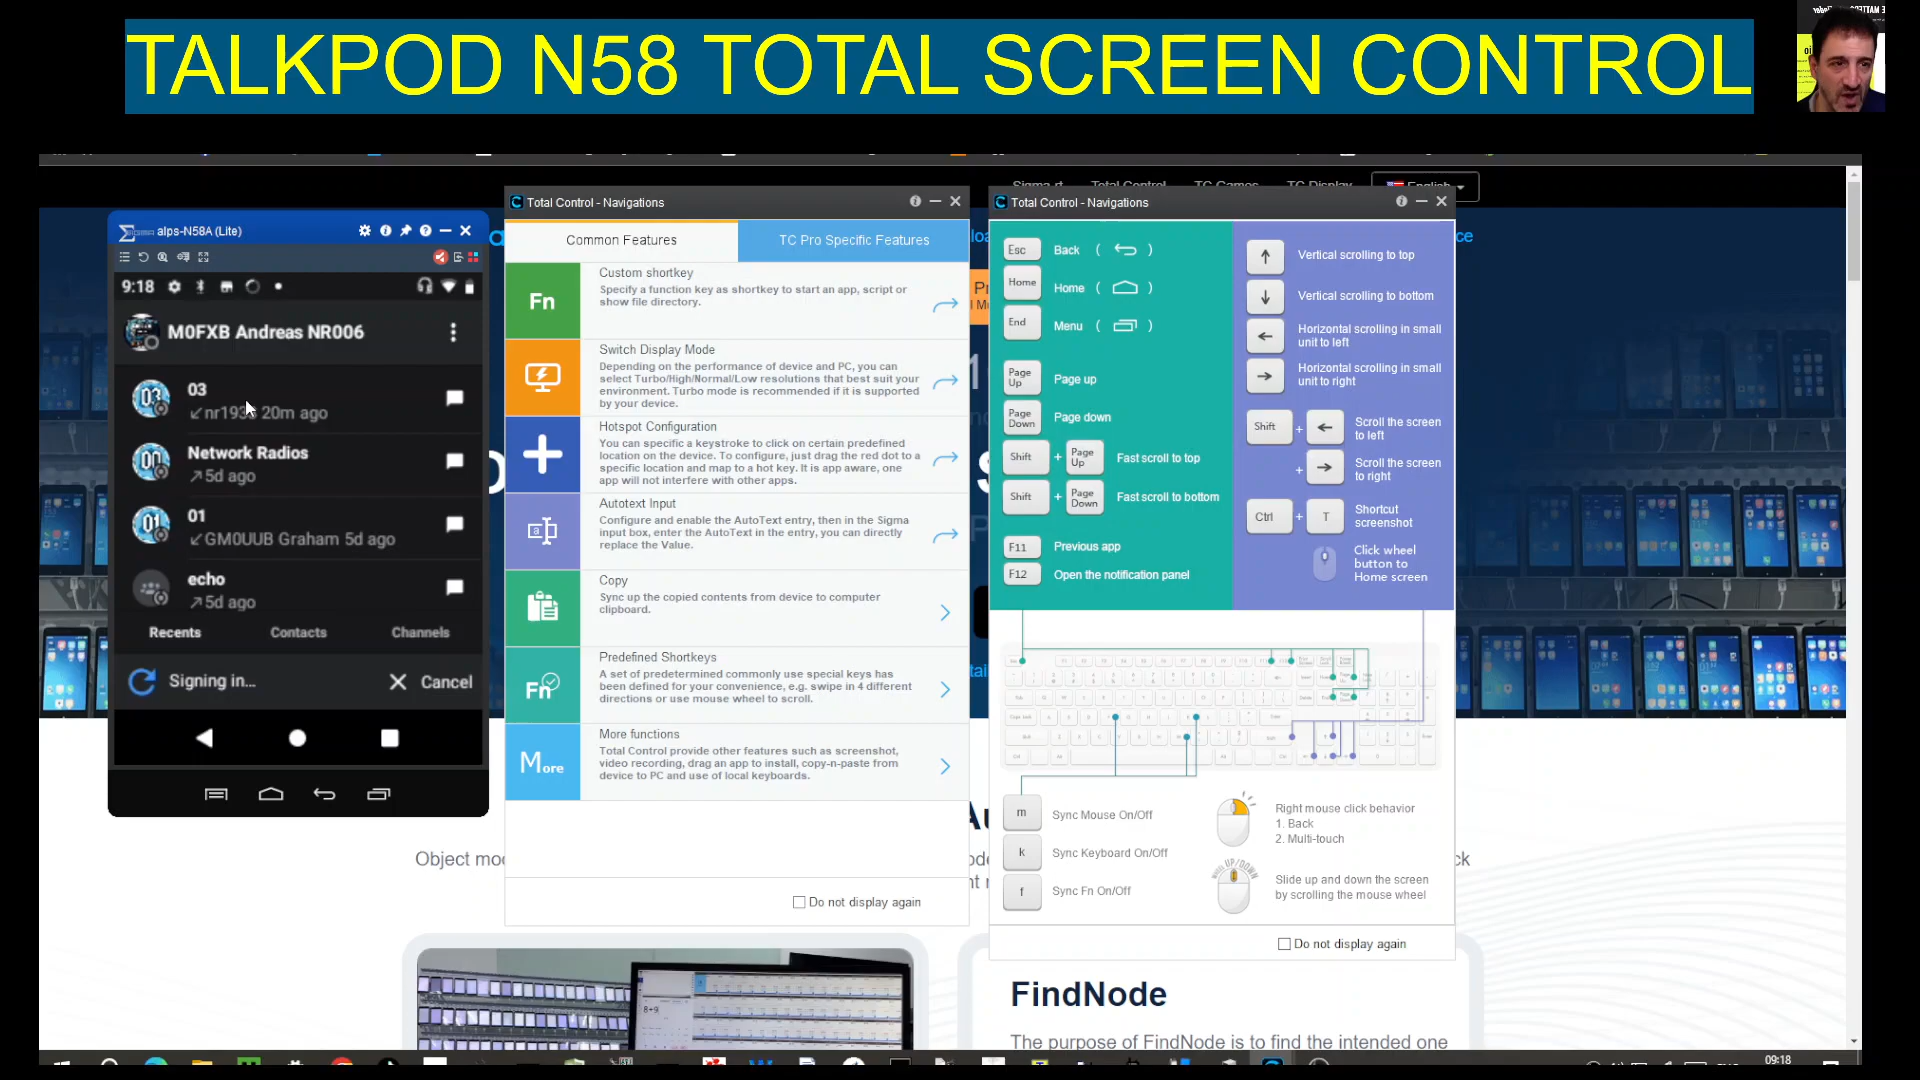 TALKPOD N58 TOTAL SCREEN CONTROL
Sigma-rt Total Control TC Games TC Display English
alps-N58A (Lite)
9:18
M0FXB Andreas NR006
03
20m ago
Network Radios
5d ago
01
GM0UUB Graham 5d ago
echo
5d ago
Recents Contacts Channels
Signing in... Cancel
Total Control - Navigations
Common Features TC Pro Specific Features
Fn
Custom shortkey
Specify a function key as shortkey to start an app, script or
show file directory.
Switch Display Mode
Depending on the performance of device and PC, you can
select Turbo/High/Normal/Low resolutions that best suit your
environment. Turbo mode is recommended if it is supported
by your device.
Hotspot Configuration
You can specific a keystroke to click on certain predefined
location on the device. To configure, just drag the red dot to a
specific location and map to a hot key. It is app aware, one
app will not interfere with other apps.
Autotext Input
Configure and enable the AutoText entry, then in the Sigma
input box, enter the AutoText in the entry, you can directly
replace the Value.
Copy
Sync up the copied contents from device to computer
clipboard.
Fn
Predefined Shortkeys
A set of predetermined commonly use special keys has
been defined for your convenience, e.g. swipe in 4 different
directions or use mouse wheel to scroll.
More
More functions
Total Control provide other features such as screenshot,
video recording, drag an app to install, copy-n-paste from
device to PC and use of local keyboards.
Do not display again
Total Control - Navigations
Esc Back ( )
Home Home ( )
End Menu ( )
Page Up Page up
Page Down Page down
Shift + Page Up Fast scroll to top
Shift + Page Down Fast scroll to bottom
F11 Previous app
F12 Open the notification panel
Vertical scrolling to top
Vertical scrolling to bottom
Horizontal scrolling in small
unit to left
Horizontal scrolling in small
unit to right
Shift + Scroll the screen
to left
+ Scroll the screen
to right
Ctrl + T Shortcut
screenshot
Click wheel
button to
Home screen
m Sync Mouse On/Off
k Sync Keyboard On/Off
f Sync Fn On/Off
Right mouse click behavior
1. Back
2. Multi-touch
WHEEL UP/DOWN
Slide up and down the screen
by scrolling the mouse wheel
Do not display again
Object
8+9
FindNode
The purpose of FindNode is to find the intended one
09:18